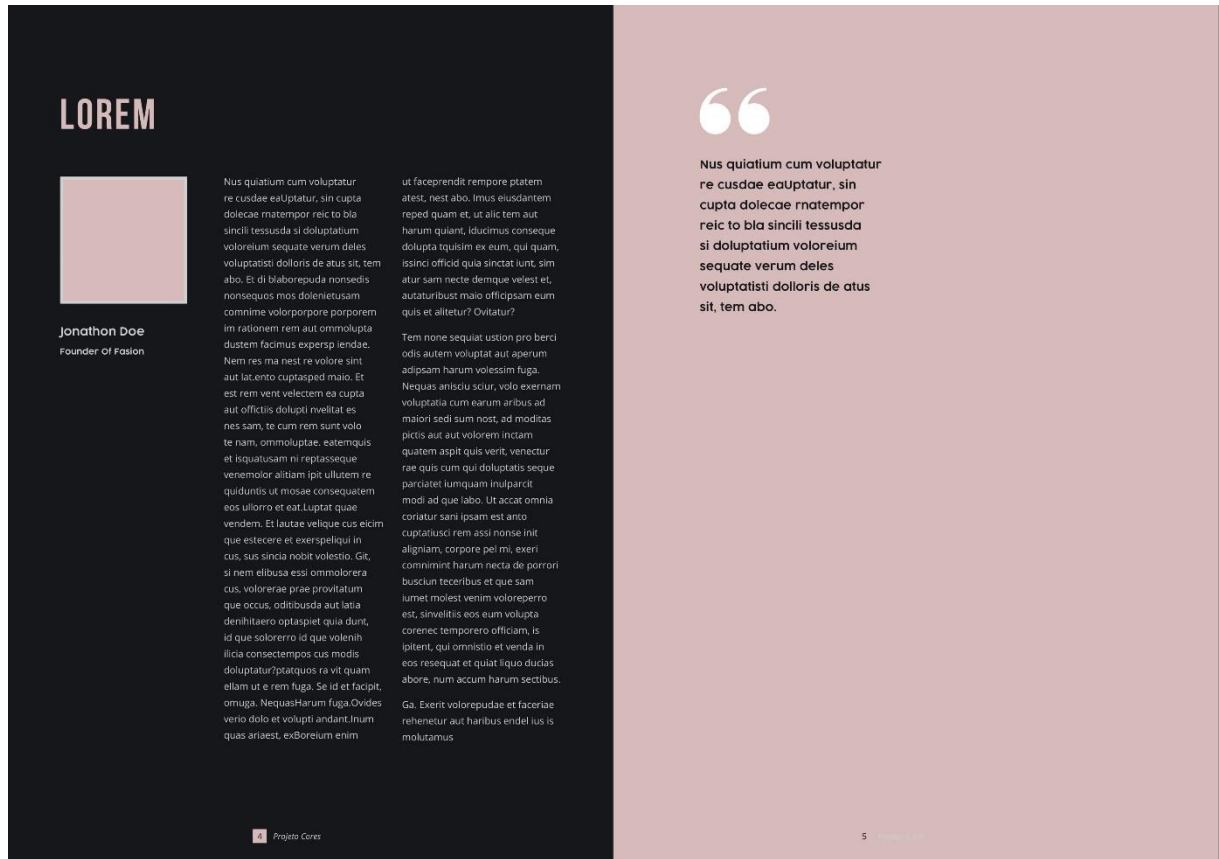 LOREM
Jonathon Doe
Founder Of Fasion
Nus quiatium cum voluptatur
re cusdae eaUptatur, sin cupta
dolecae rnatempor reic to bla
sincili tessusda si doluptatium
voloreium sequate verum deles
voluptatisti dolloris de atus sit, tem
abo. Et di blaborepuda nonsedis
nonsequos mos dolenietusam
comnime volorporpore porporem
im rationem rem aut ommolupta
dustem facimus expersp iendae.
Nem res ma nest re volore sint
aut lat.ento cuptasped maio. Et
est rem vent velectem ea cupta
aut offictiis dolupti nvelitat es
nes sam, te cum rem sunt volo
te nam, ommoluptae. eatemquis
et isquatusam ni reptasseque
venemolor alitiam ipit ullutem re
quiduntis ut mosae consequatem
eos ullorro et eat.Luptat quae
vendem. Et lautae velique cus eicim
que estecere et exerspeliqui in
cus, sus sincia nobit volestio. Git,
si nem elibusa essi ommolorera
cus, volorerae prae provitatum
que occus, oditibusda aut latia
denihitaero optaspiet quia dunt,
id que solorerro id que volenih
ilicia consectempos cus modis
doluptatur?ptatquos ra vit quam
ellam ut e rem fuga. Se id et facipit,
omuga. NequasHarum fuga.Ovides
verio dolo et volupti andant.Inum
quas ariaest, exBoreium enim
ut faceprendit rempore ptatem
atest, nest abo. Imus eiusdantem
reped quam et, ut alic tem aut
harum quiant, iducimus conseque
dolupta tquisim ex eum, qui quam,
issinci officid quia sinctat iunt, sim
atur sam necte demque velest et,
autaturibust maio officipsam eum
quis et alitetur? Ovitatur?
Tem none sequiat ustion pro berci
odis autem voluptat aut aperum
adipsam harum volessim fuga.
Nequas anisciu sciur, volo exernam
voluptatia cum earum aribus ad
maiori sedi sum nost, ad moditas
pictis aut aut volorem inctam
quatem aspit quis verit, venectur
rae quis cum qui doluptatis seque
parciatet iumquam inulparcit
modi ad que labo. Ut accat omnia
coriatur sani ipsam est anto
cuptatiusci rem assi nonse init
aligniam, corpore pel mi, exeri
comnimint harum necta de porrori
busciun teceribus et que sam
iumet molest venim voloreperro
est, sinvelitiis eos eum volupta
corenec temporero officiam, is
ipitent, qui omnistio et venda in
eos resequat et quiat liquo ducias
abore, num accum harum sectibus.
Ga. Exerit volorepudae et faceriae
rehenetur aut haribus endel ius is
molutamus
4 Projeto Cores
“
Nus quiatium cum voluptatur
re cusdae eaUptatur, sin
cupta dolecae rnatempor
reic to bla sincili tessusda
si doluptatium voloreium
sequate verum deles
voluptatisti dolloris de atus
sit, tem abo.
5